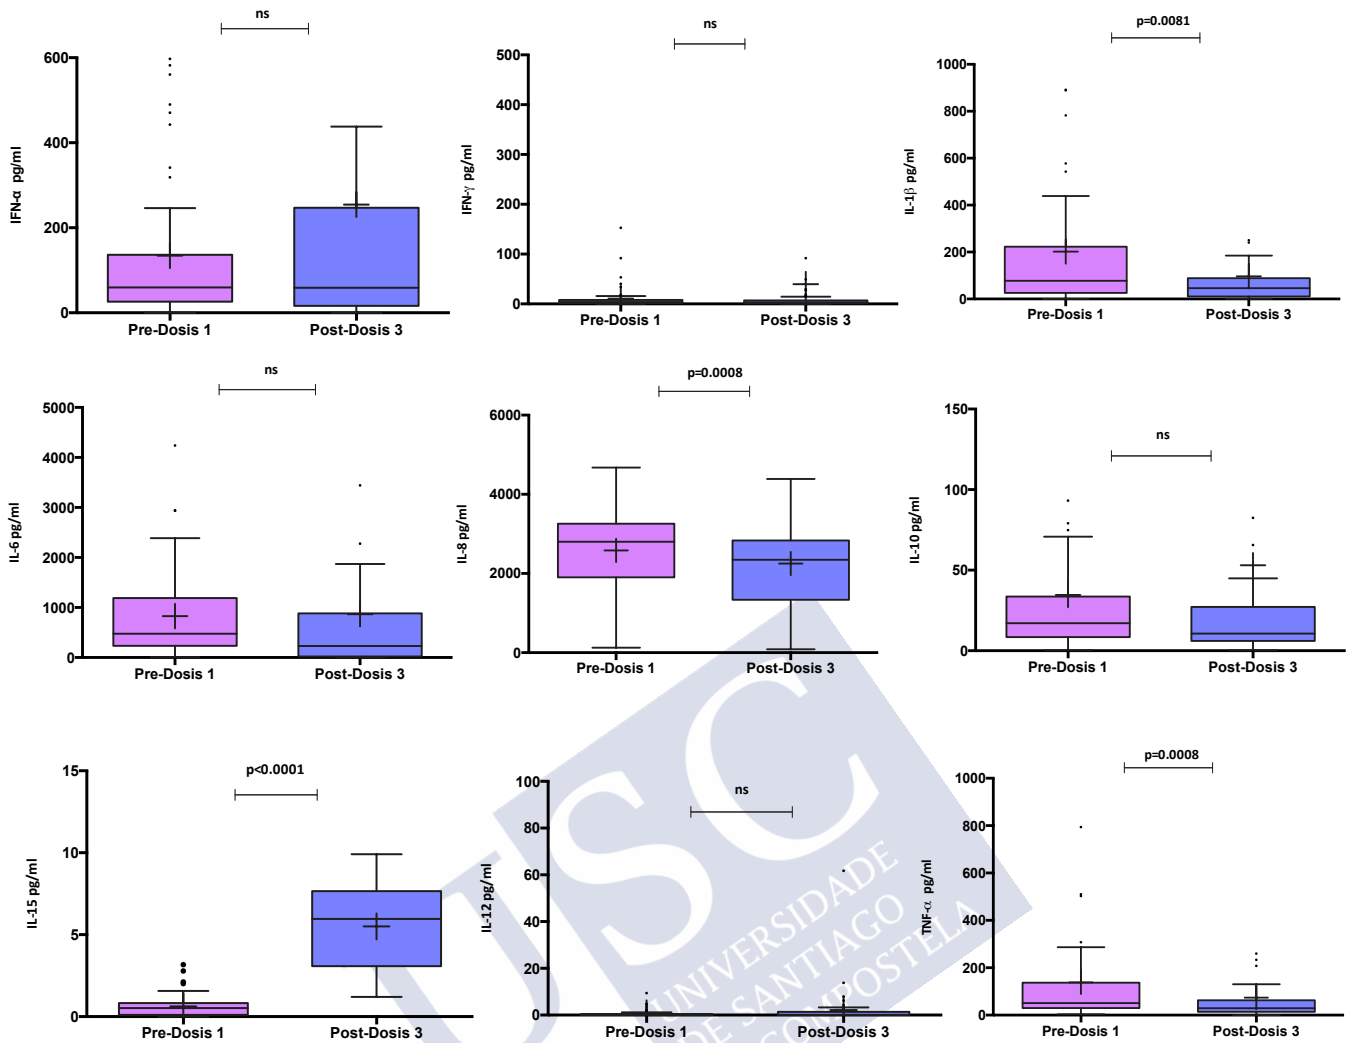 ns
600
400
200
0
IFN-α pg/ml
Pre-Dosis 1
Post-Dosis 3
ns
500
400
300
200
100
0
IFN-γ pg/ml
Pre-Dosis 1
Post-Dosis 3
p=0.0081
1000
800
600
400
200
0
IL-1β pg/ml
Pre-Dosis 1
Post-Dosis 3
ns
5000
4000
3000
2000
1000
0
IL-6 pg/ml
Pre-Dosis 1
Post-Dosis 3
p=0.0008
6000
4000
2000
0
IL-8 pg/ml
Pre-Dosis 1
Post-Dosis 3
ns
150
100
50
0
IL-10 pg/ml
Pre-Dosis 1
Post-Dosis 3
p<0.0001
15
10
5
0
IL-15 pg/ml
Pre-Dosis 1
Post-Dosis 3
ns
100
80
60
40
20
0
IL-12 pg/ml
Pre-Dosis 1
Post-Dosis 3
p=0.0008
1000
800
600
400
200
0
TNF-α pg/ml
Pre-Dosis 1
Post-Dosis 3
USC
UNIVERSIDADE
DE SANTIAGO
COMPOSTELA